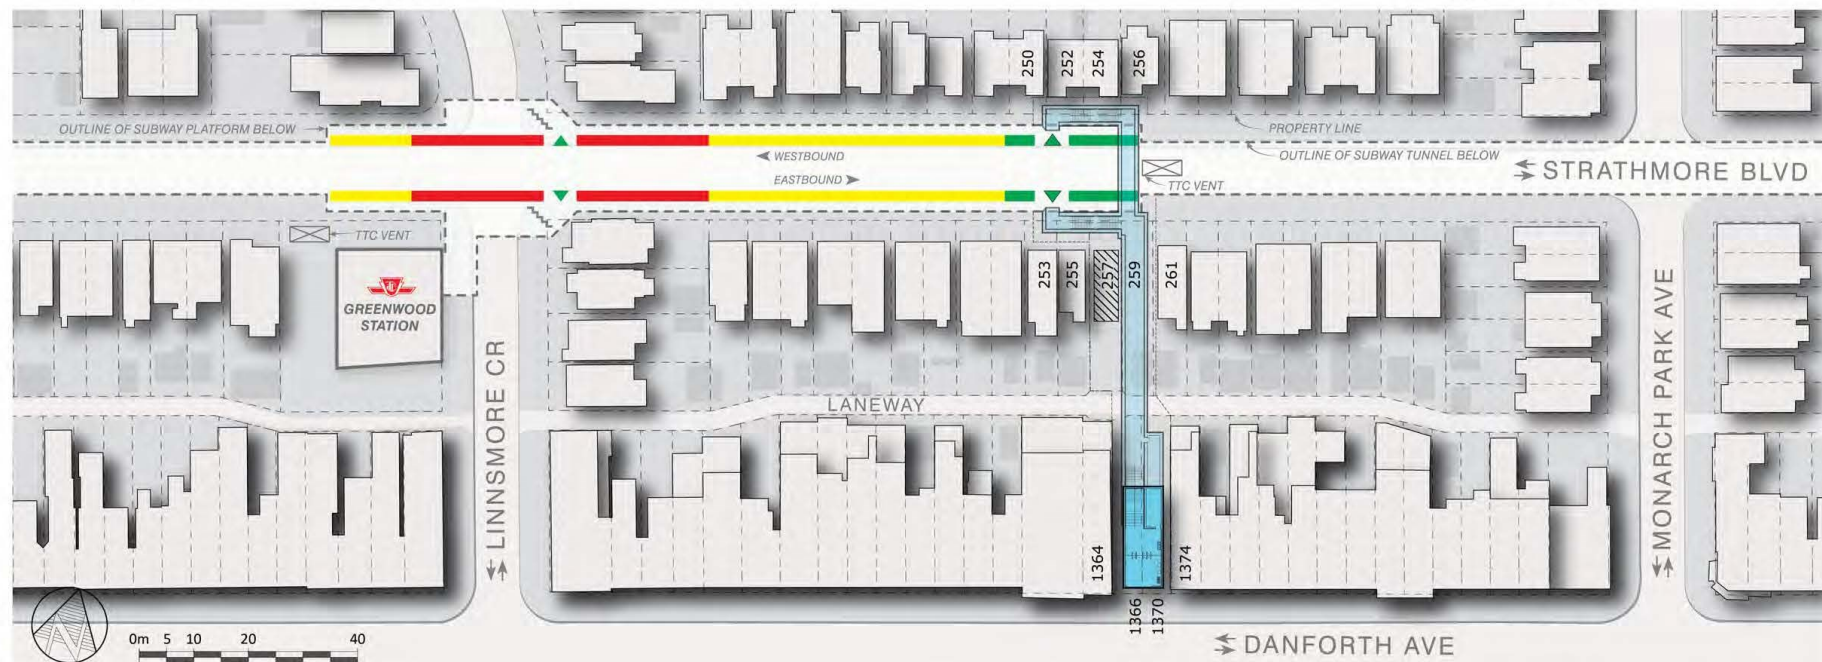 250
252
254
256
OUTLINE OF SUBWAY PLATFORM BELOW
PROPERTY LINE
WESTBOUND
OUTLINE OF SUBWAY TUNNEL BELOW
EASTBOUND
STRATHMORE BLVD
TTC VENT
TTC VENT
253
255
257
259
261
GREENWOOD
STATION
LINNSMORE CR
MONARCH PARK AVE
LANEWAY
1364
1374
1366
1370
0m 5 10 20 40
DANFORTH AVE